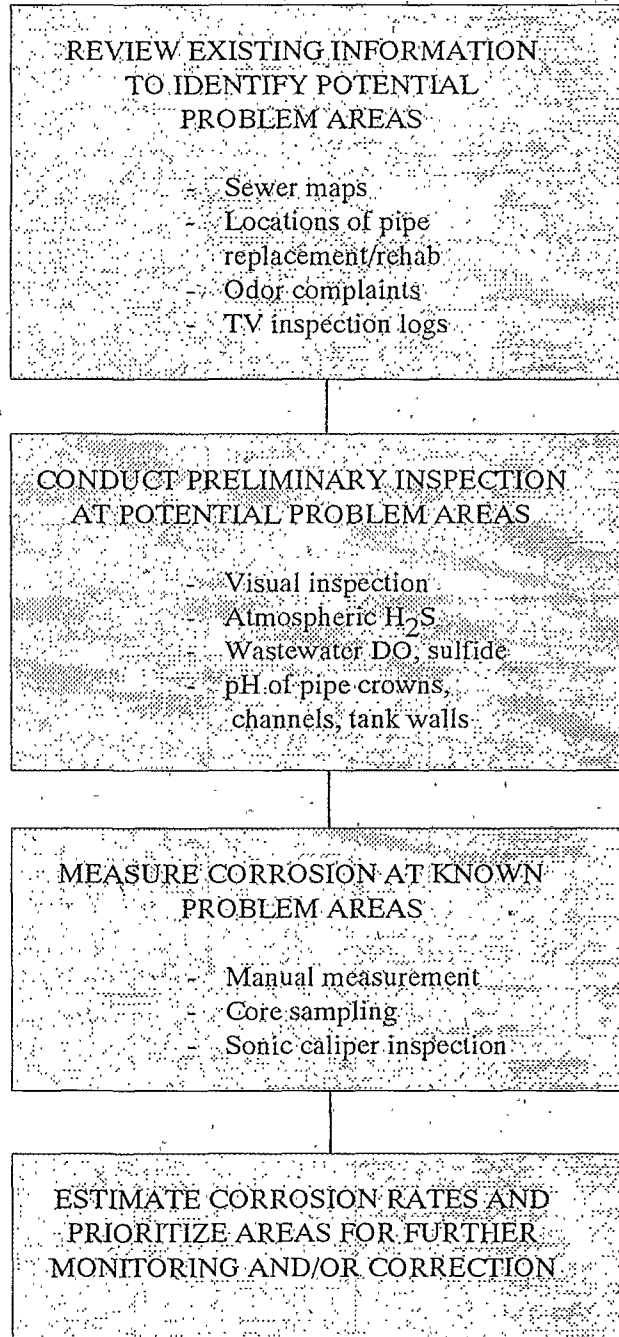 REVIEW EXISTING INFORMATION
TO IDENTIFY POTENTIAL
PROBLEM AREAS
- Sewer maps
- Locations of pipe
replacement/rehab
- Odor complaints
- TV inspection logs
CONDUCT PRELIMINARY INSPECTION
AT POTENTIAL PROBLEM AREAS
- Visual inspection
- Atmospheric H₂S
- Wastewater DO, sulfide
- pH of pipe crowns,
channels, tank walls
MEASURE CORROSION AT KNOWN
PROBLEM AREAS
- Manual measurement
- Core sampling
- Sonic caliper inspection
ESTIMATE CORROSION RATES AND
PRIORITIZE AREAS FOR FURTHER
MONITORING AND/OR CORRECTION